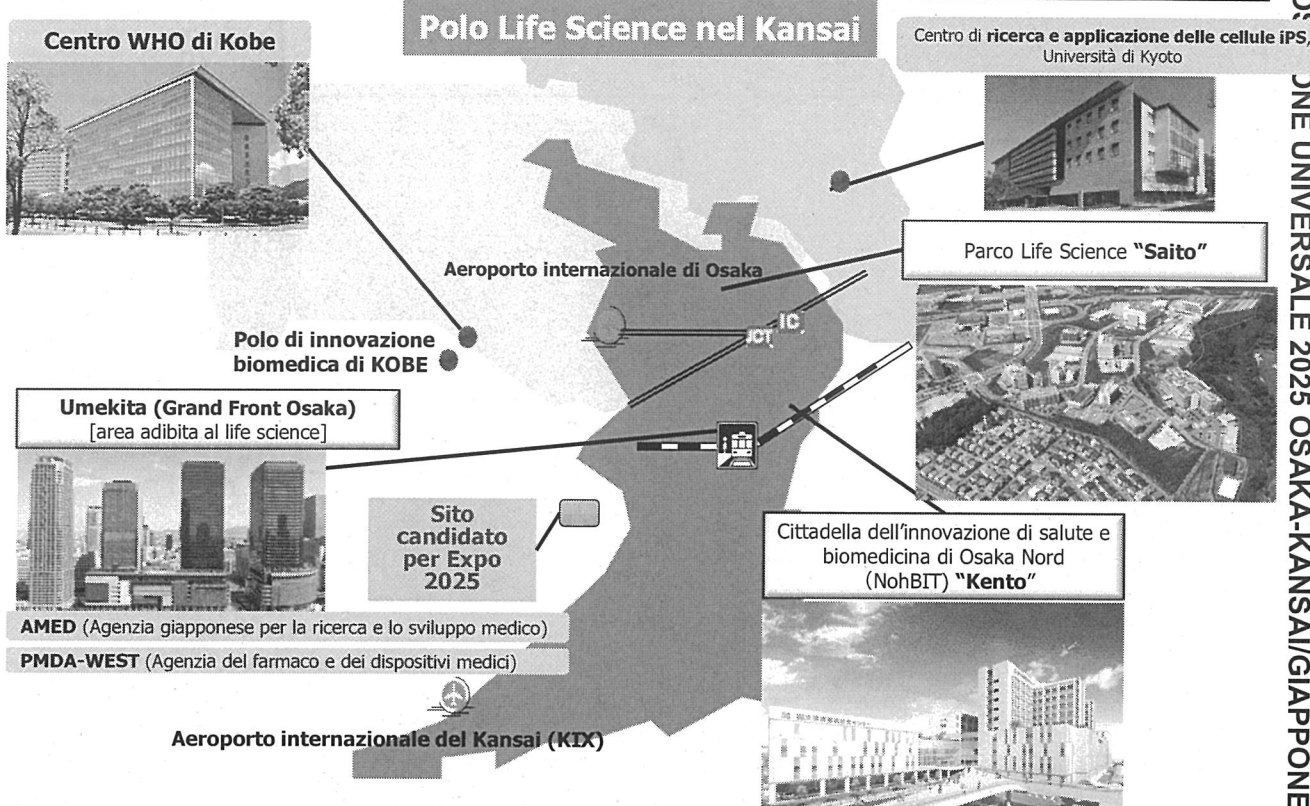 Polo Life Science nel Kansai
Centro WHO di Kobe
Centro di ricerca e applicazione delle cellule iPS,
Università di Kyoto
Parco Life Science "Saito"
Aeroporto internazionale di Osaka
IC
JCT
Polo di innovazione
biomedica di KOBE
Umekita (Grand Front Osaka)
[area adibita al life science]
Sito
candidato
per Expo
2025
Cittadella dell'innovazione di salute e
biomedicina di Osaka Nord
(NohBIT) "Kento"
AMED (Agenzia giapponese per la ricerca e lo sviluppo medico)
PMDA-WEST (Agenzia del farmaco e dei dispositivi medici)
Aeroporto internazionale del Kansai (KIX)
UNIVERSALE 2025 OSAKA-KANSAI/GIAPPONE